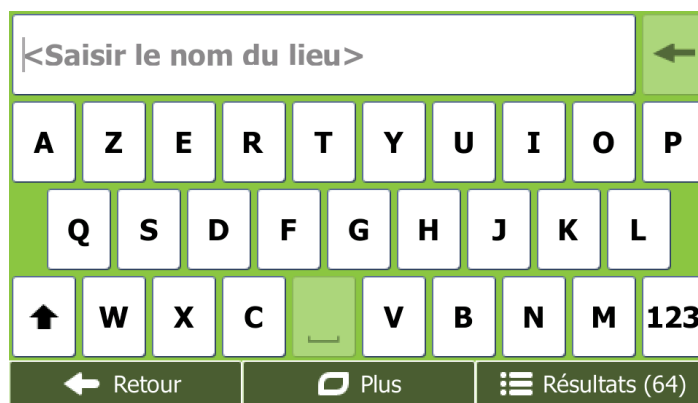 <Saisir le nom du lieu>
A Z E R T Y U I O P
Q S D F G H J K L
W X C V B N M 123
Retour Plus Résultats (64)